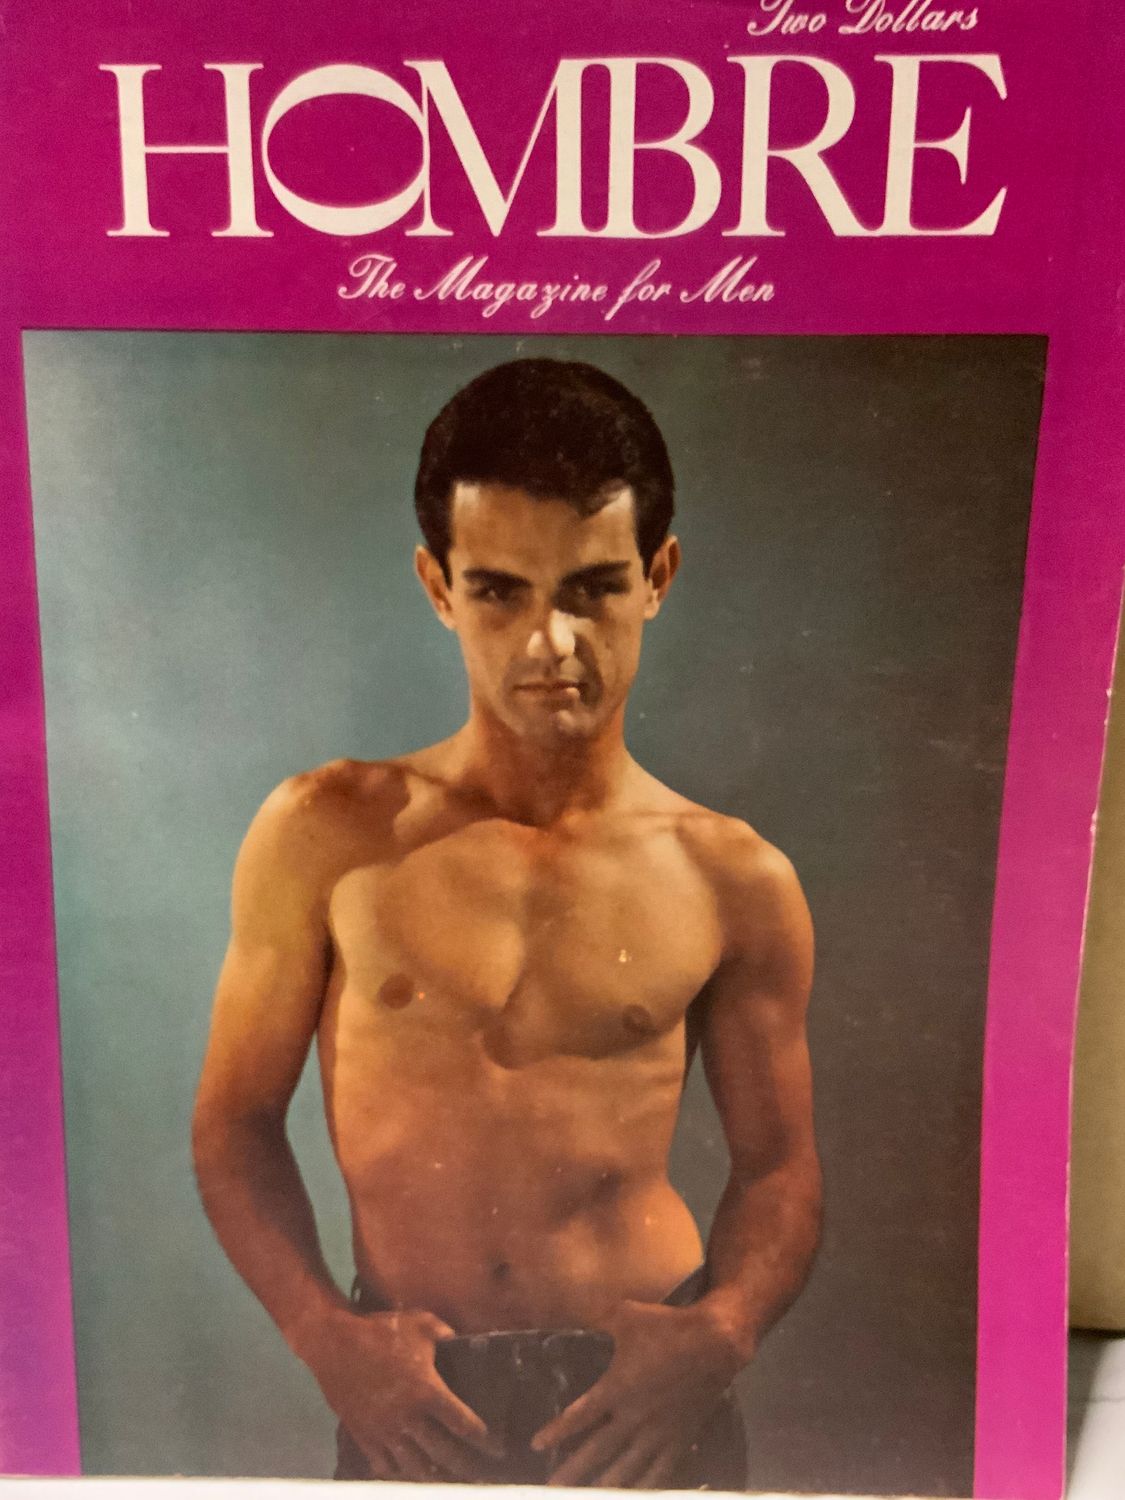 Two Dollars
HOMBRE
The Magazine for Men